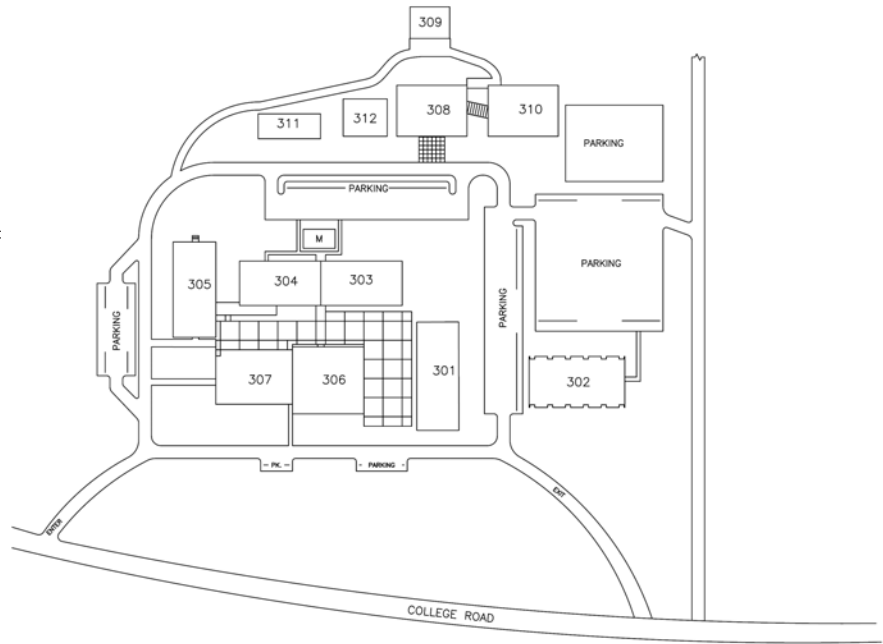 309
308
310
311
312
PARKING
PARKING
M
PARKING
305
304
303
PARKING
PARKING
307
306
301
302
PK.
PARKING
EXIT
ENTER
COLLEGE ROAD